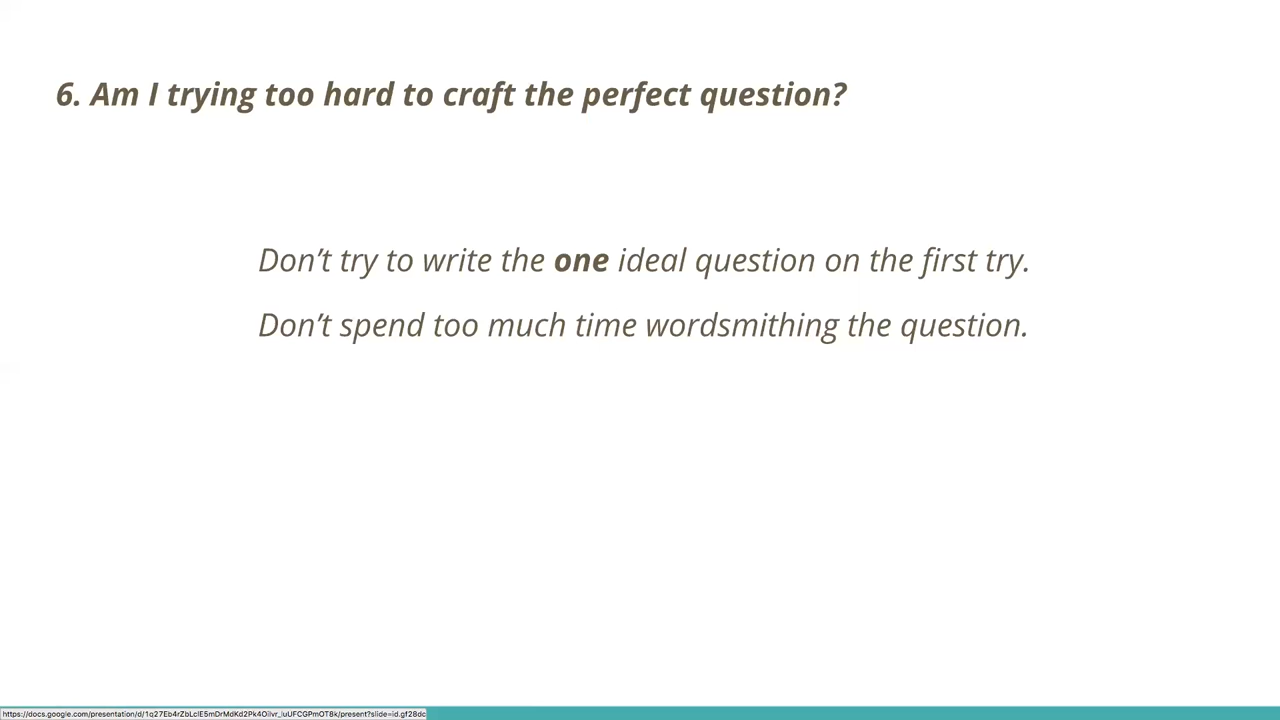 6. Am I trying too hard to craft the perfect question?
Don’t try to write the one ideal question on the first try.
Don’t spend too much time wordsmithing the question.